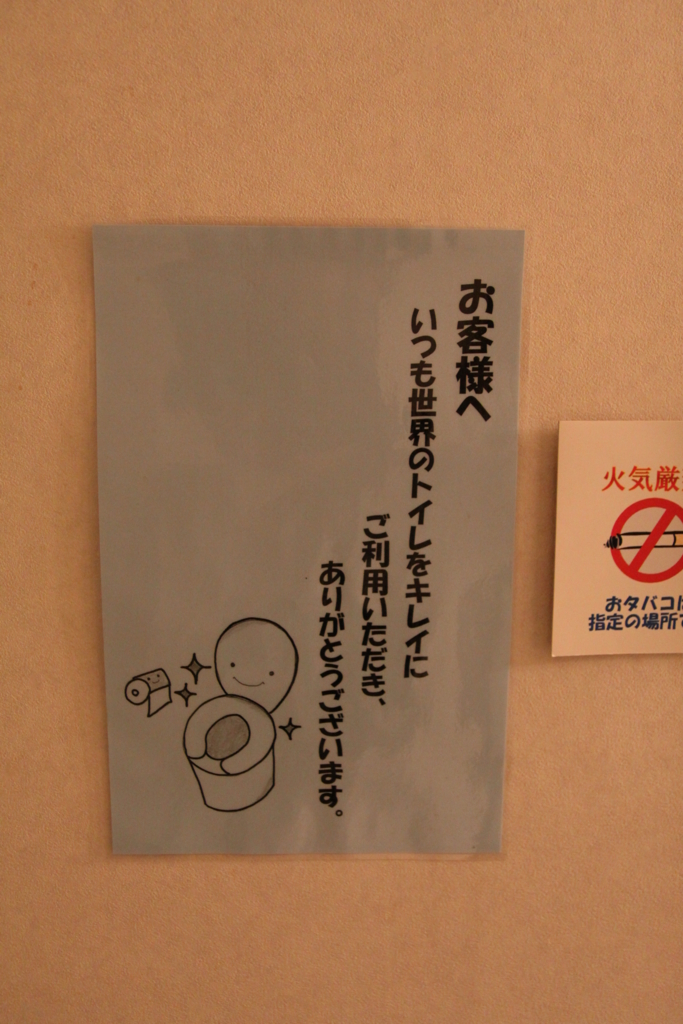 お客様へ
いつも世界のトイレをキレイに
ご利用いただき、
ありがとうございます。
火気厳
おタバコは
指定の場所で